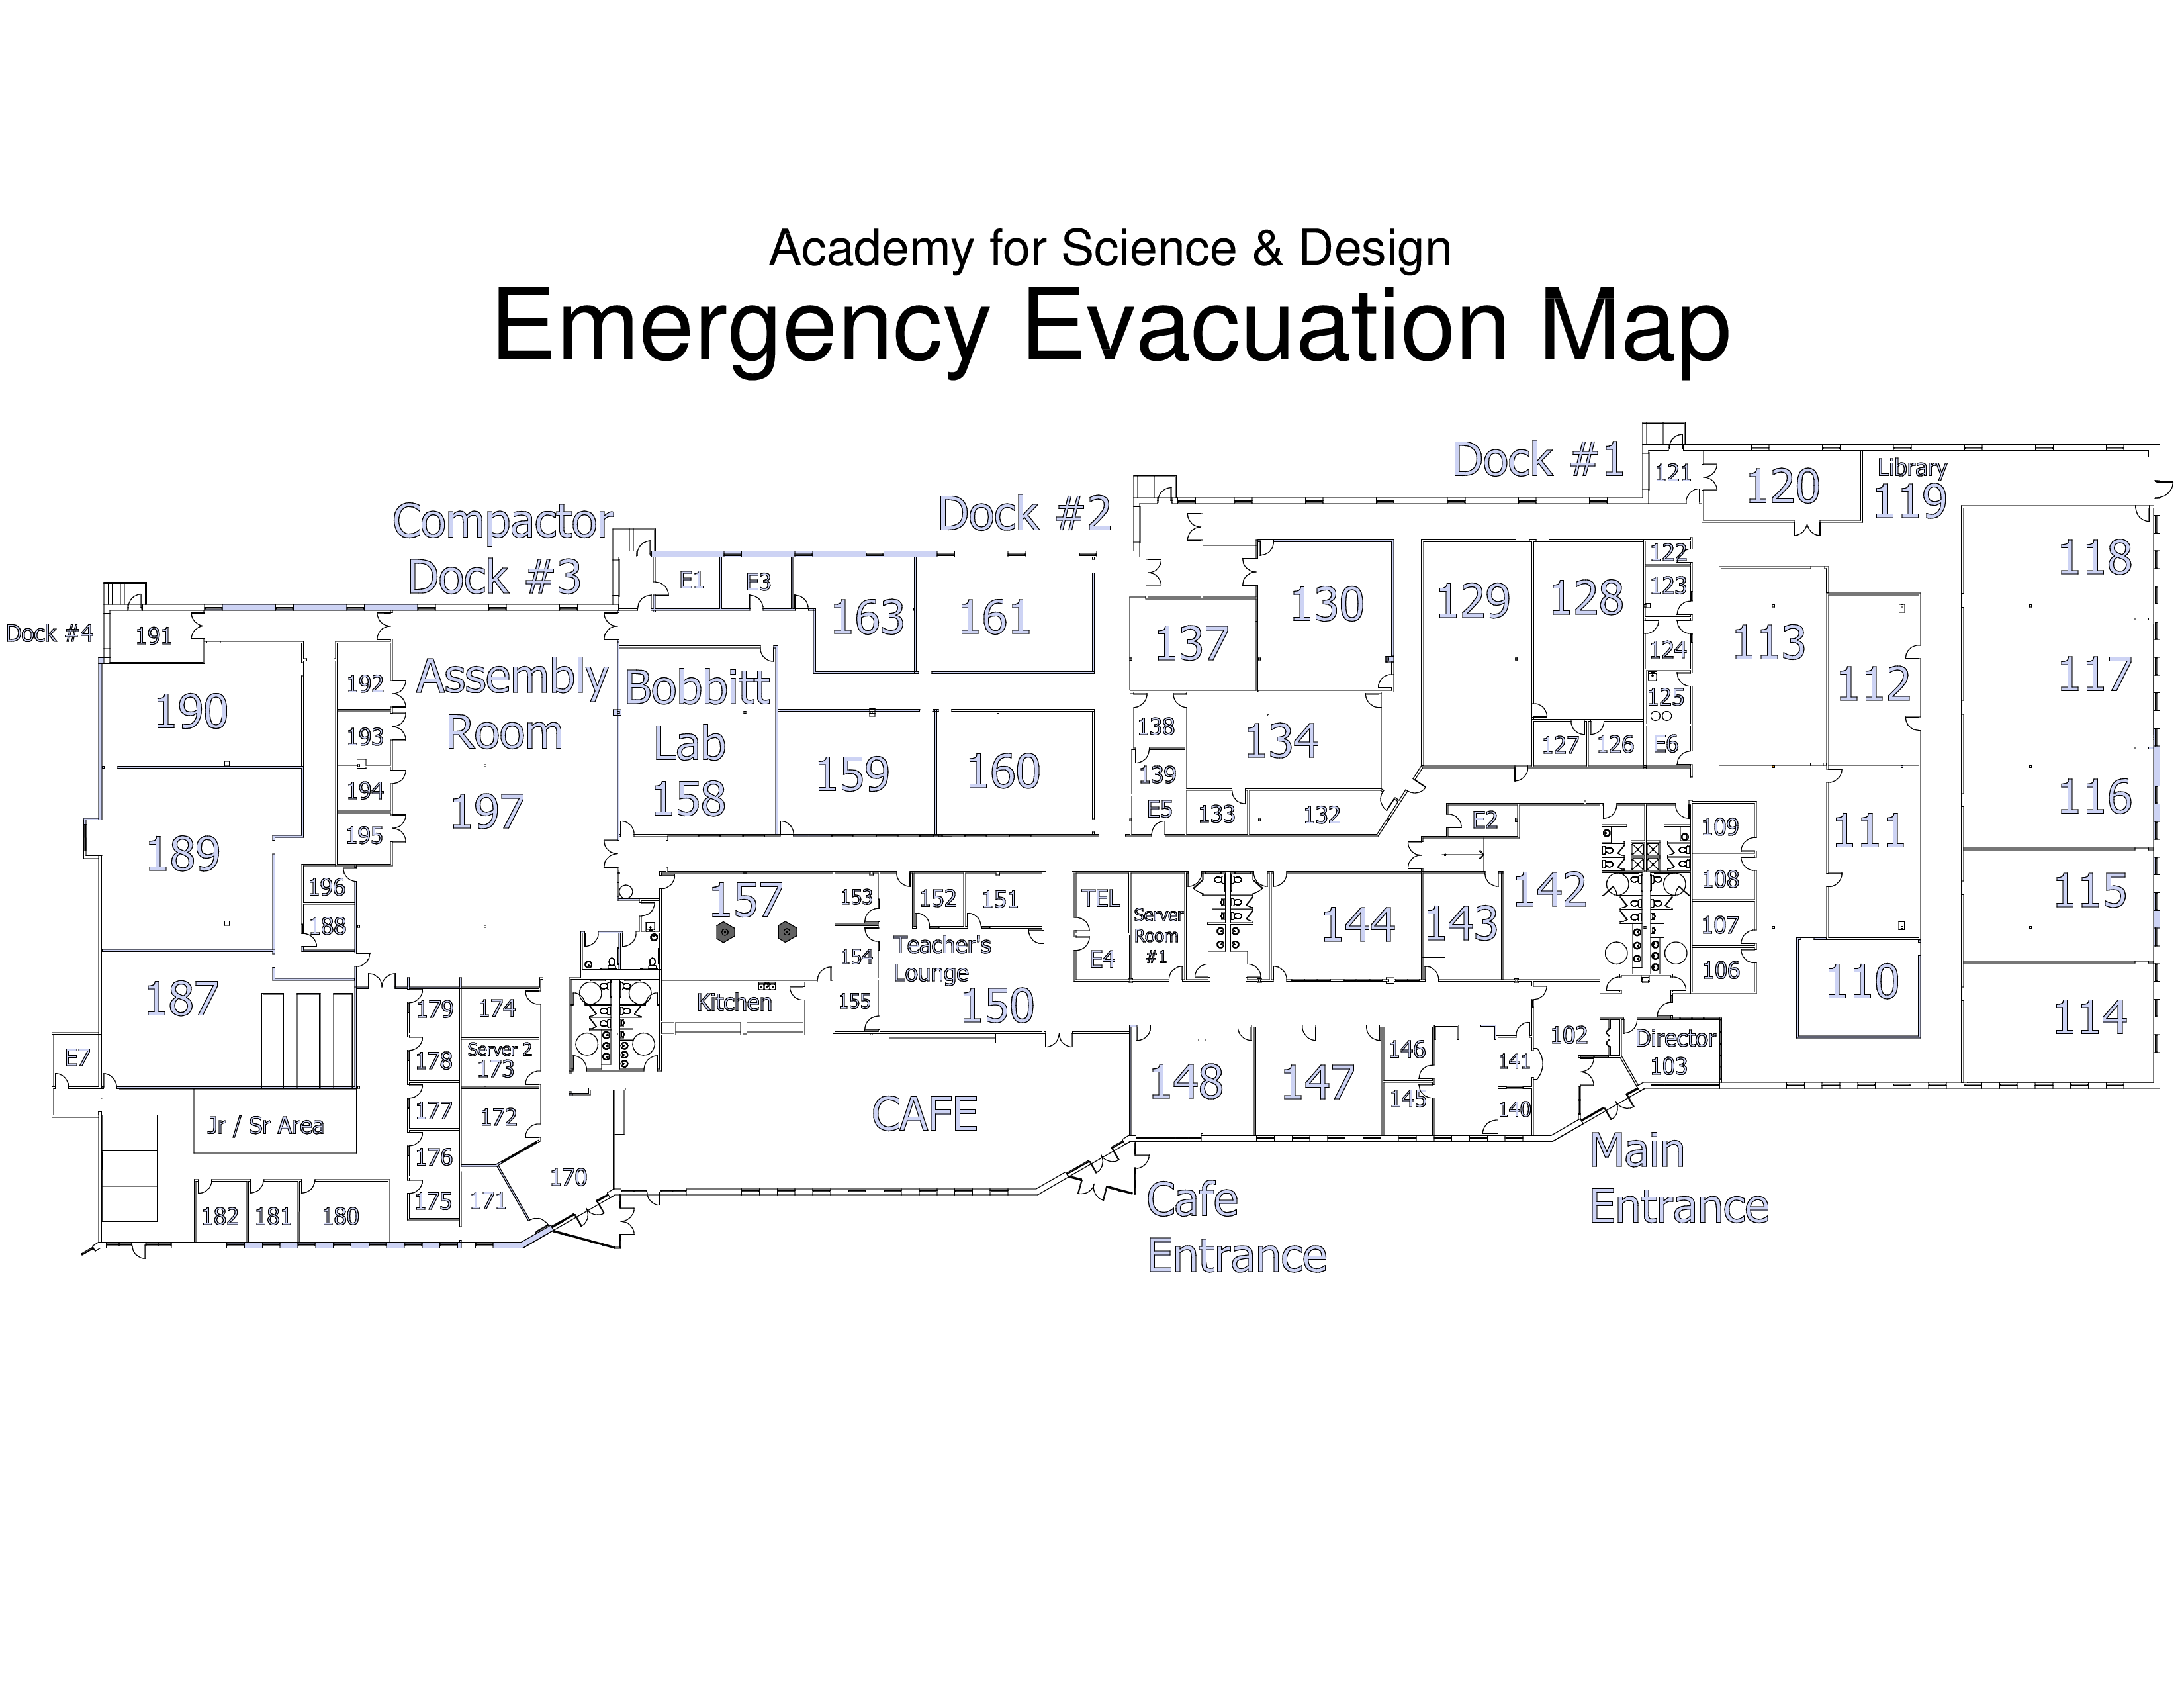 Academy for Science & Design
Emergency Evacuation Map
Dock #1
121
120
Library
119
Compactor
Dock #2
Dock #3
118
122
123
E1
E3
163
161
130
129
128
Dock #4
191
137
113
124
117
Assembly
Room
197
192
Bobbitt
Lab
158
112
125
190
193
138
134
127
126
E6
159
160
139
194
116
E5
133
132
E2
109
111
195
189
196
188
157
153
152
151
TEL
Server
Room
#1
144
143
142
108
115
107
154
Teacher's
Lounge
150
E4
106
110
187
179
174
Kitchen
155
114
102
Director
103
E7
178
Server 2
173
146
141
148
147
177
172
CAFE
145
140
Jr / Sr Area
176
Main
Entrance
170
175
171
182
181
180
Cafe
Entrance